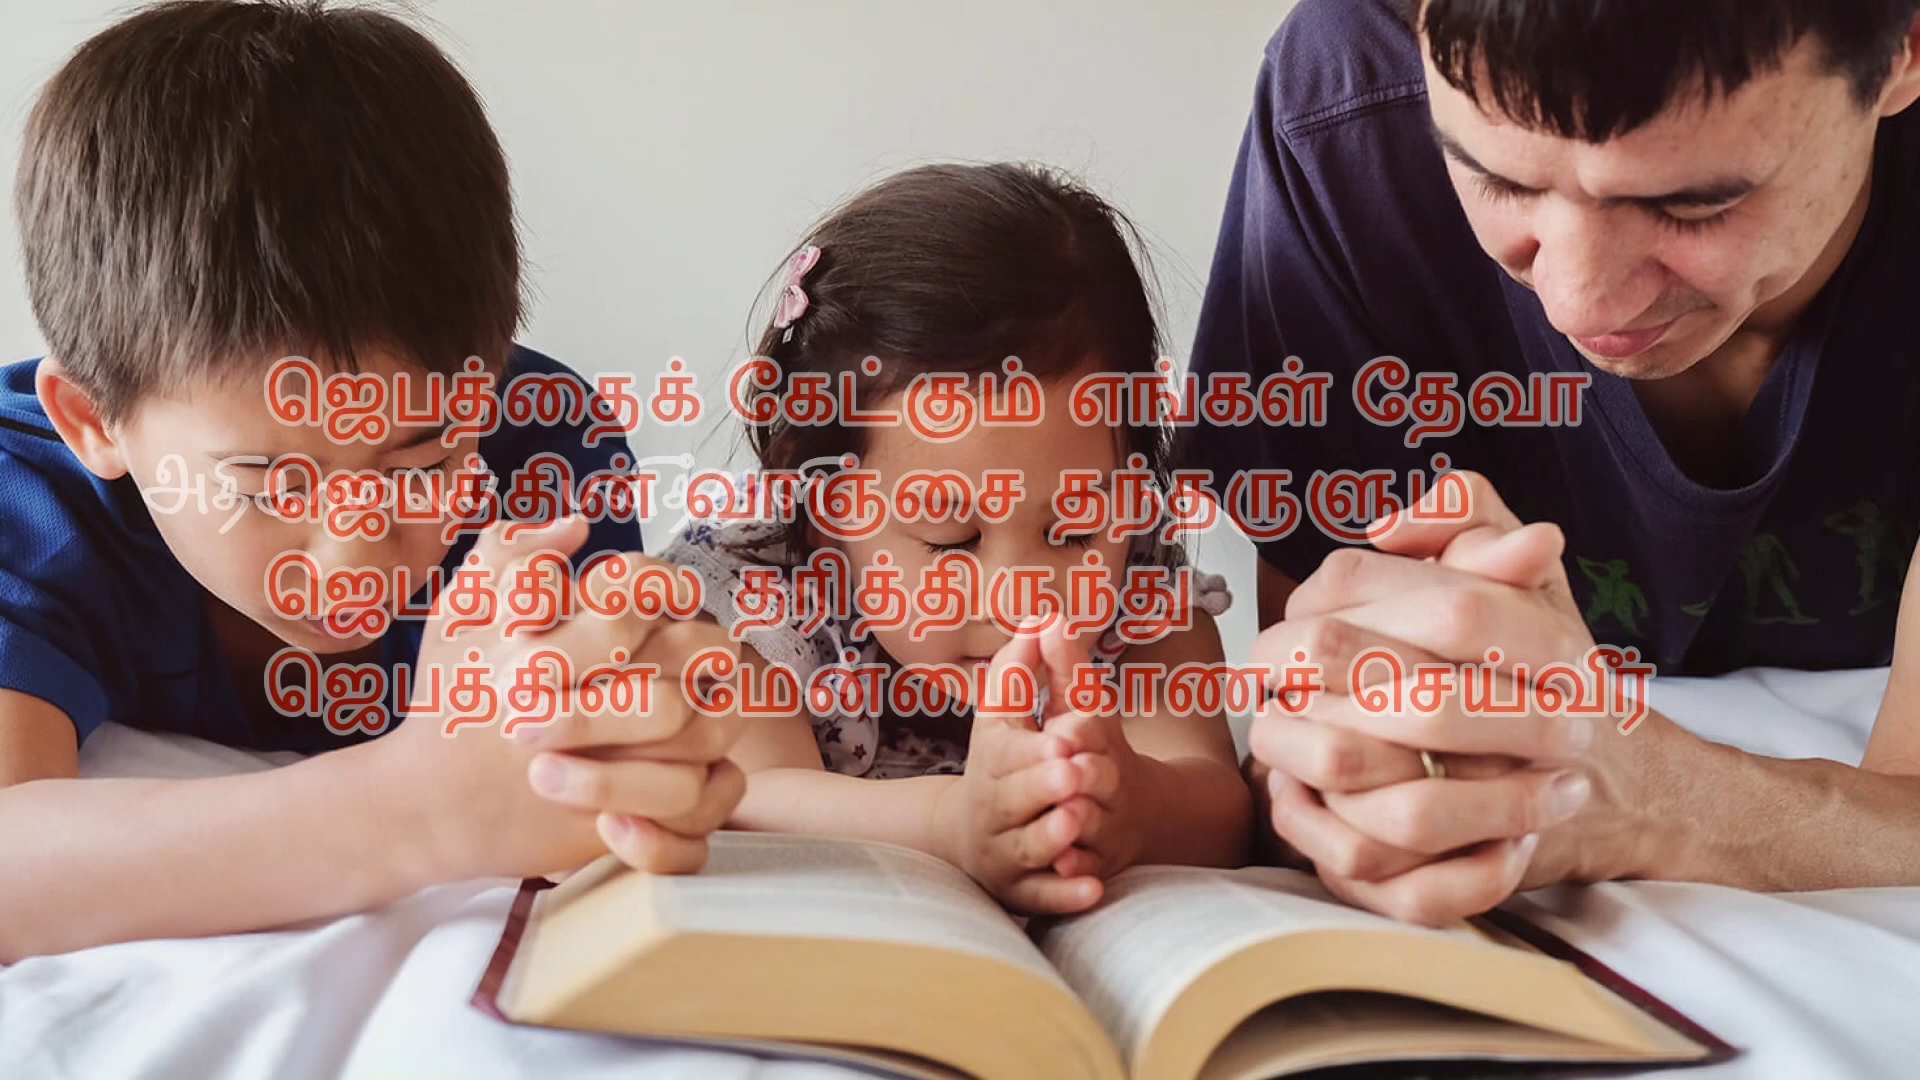 ஜெபத்தைக் கேட்கும் எங்கள் தேவா
ஜெபத்தின் வாஞ்சை தந்தருளும்
ஜெபத்திலே தரித்திருந்து
ஜெபத்தின் மேன்மை காணச் செய்வீர்